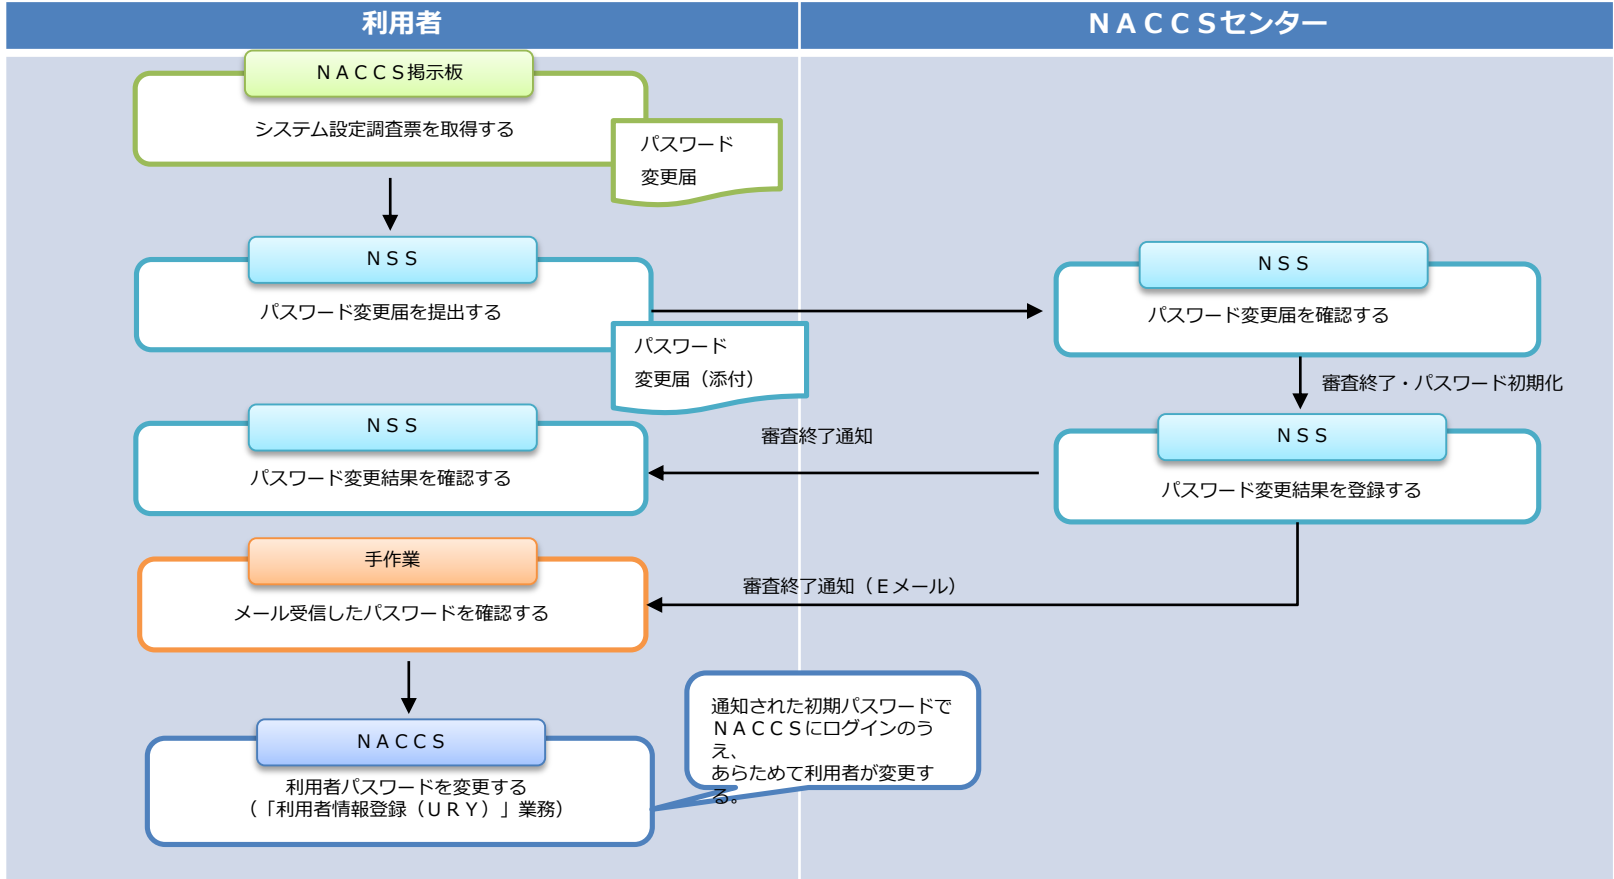 利用者
ＮＡＣＣＳセンター
ＮＡＣＣＳ掲示板
システム設定調査票を取得する
パスワード
変更届
ＮＳＳ
パスワード変更届を提出する
パスワード
変更届（添付）
ＮＳＳ
パスワード変更届を確認する
審査終了・パスワード初期化
ＮＳＳ
パスワード変更結果を登録する
審査終了通知
ＮＳＳ
パスワード変更結果を確認する
審査終了通知（Ｅメール）
手作業
メール受信したパスワードを確認する
ＮＡＣＣＳ
利用者パスワードを変更する
（「利用者情報登録（ＵＲＹ）」業務）
通知された初期パスワードで
ＮＡＣＣＳにログインのう
え、
あらためて利用者が変更す
る。